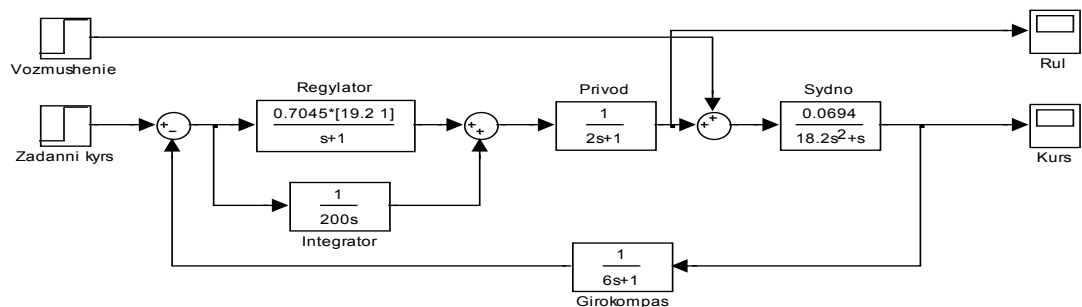 Vozmushenie
Rul
Regylator
0.7045*[19.2 1]
s+1
Privod
1
2s+1
Sydno
0.0694
18.2s²+s
Zadanni kyrs
+
−
+
+
+
+
Kurs
1
200s
Integrator
1
6s+1
Girokompas